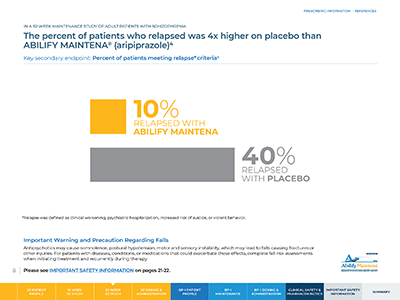 PRESCRIBING INFORMATION | REFERENCES
IN A 52-WEEK MAINTENANCE STUDY OF ADULT PATIENTS WITH SCHIZOPHRENIA
The percent of patients who relapsed was 4x higher on placebo than
ABILIFY MAINTENA® (aripiprazole)⁴
Key secondary endpoint: Percent of patients meeting relapse* criteria⁴
10%
RELAPSED WITH
ABILIFY MAINTENA
40%
RELAPSED
WITH PLACEBO
*Relapse was defined as clinical worsening, psychiatric hospitalization, increased risk of suicide, or violent behavior.
Important Warning and Precaution Regarding Falls
Antipsychotics may cause somnolence, postural hypotension, motor and sensory instability, which may lead to falls causing fractures or
other injuries. For patients with diseases, conditions, or medications that could exacerbate these effects, complete fall risk assessments
when initiating treatment and recurrently during therapy.
Please see IMPORTANT SAFETY INFORMATION on pages 21-22.
Abilify Maintena
PATIENT
PROFILE
52 WEEK
DOSING &
ADMINISTRATION
BP-I PATIENT
PROFILE
BP-I
MAINTENANCE
BP-I DOSING &
ADMINISTRATION
CLINICAL SAFETY &
PHARMACOKINETICS
IMPORTANT SAFETY
INFORMATION
SUMMARY